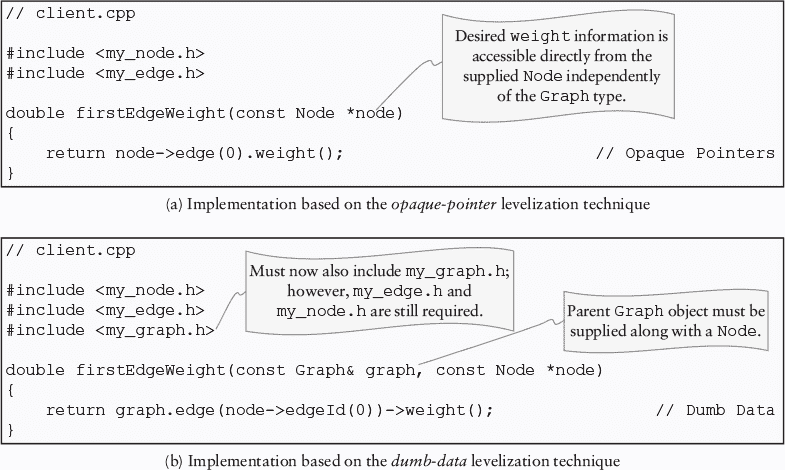 // client.cpp
#include <my_node.h>
#include <my_edge.h>
Desired weight information is
accessible directly from the
supplied Node independently
of the Graph type.
double firstEdgeWeight(const Node *node)
{
return node->edge(0).weight(); // Opaque Pointers
}
(a) Implementation based on the opaque-pointer levelization technique
// client.cpp
#include <my_node.h>
#include <my_edge.h>
#include <my_graph.h>
Must now also include my_graph.h;
however, my_edge.h and
my_node.h are still required.
Parent Graph object must be
supplied along with a Node.
double firstEdgeWeight(const Graph& graph, const Node *node)
{
return graph.edge(node->edgeId(0))->weight(); // Dumb Data
}
(b) Implementation based on the dumb-data levelization technique